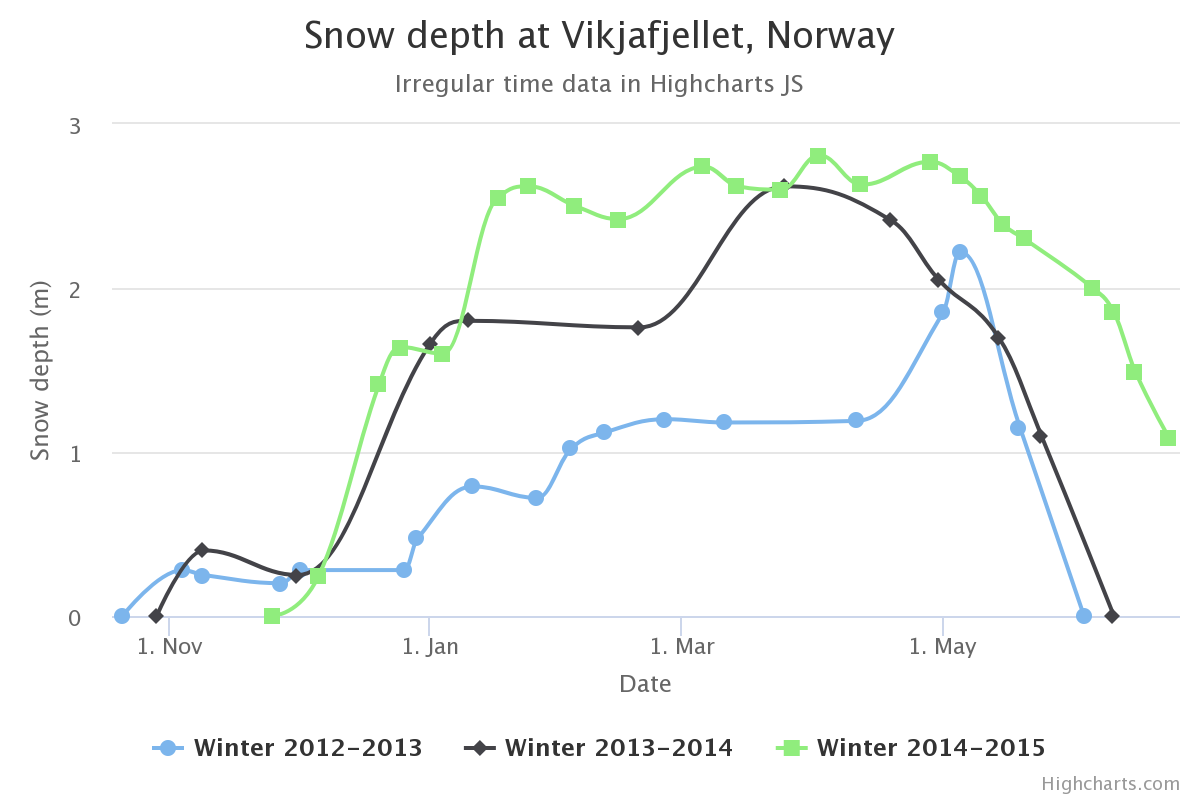 Snow depth at Vikjafjellet, Norway
Irregular time data in Highcharts JS
3
2
1
0
Snow depth (m)
1. Nov
1. Jan
1. Mar
1. May
Date
Winter 2012-2013
Winter 2013-2014
Winter 2014-2015
Highcharts.com